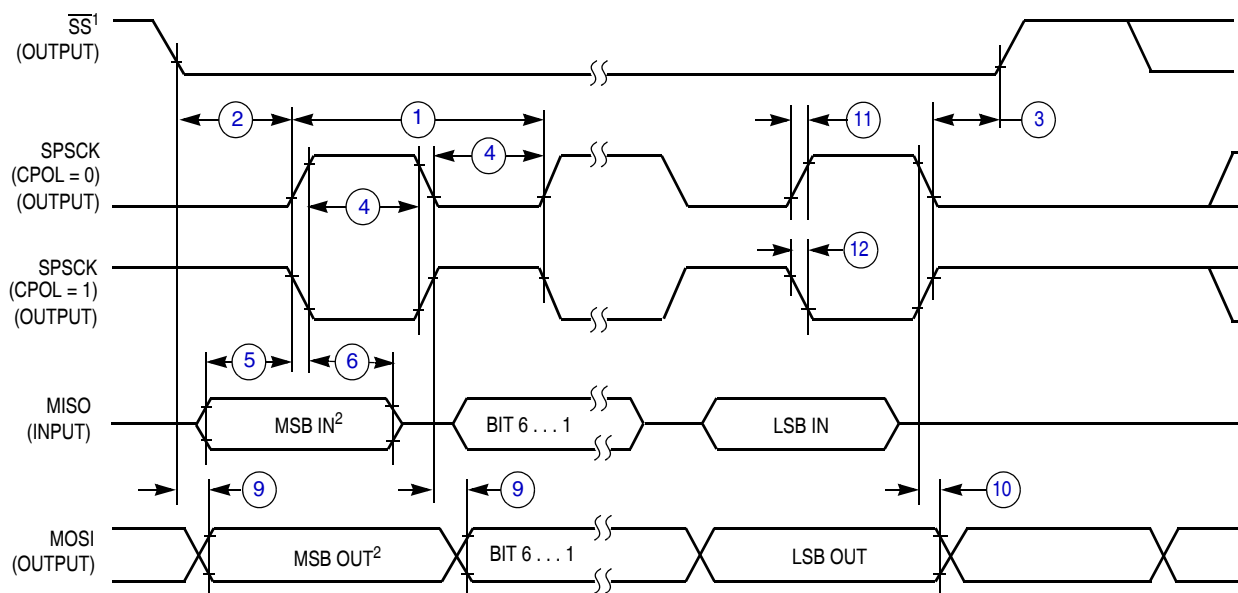 SS¹
(OUTPUT)
2
1
11
3
SPSCK
(CPOL = 0)
(OUTPUT)
4
4
12
SPSCK
(CPOL = 1)
(OUTPUT)
5
6
MISO
(INPUT)
MSB IN²
BIT 6 . . . 1
LSB IN
9
9
10
MOSI
(OUTPUT)
MSB OUT²
BIT 6 . . . 1
LSB OUT